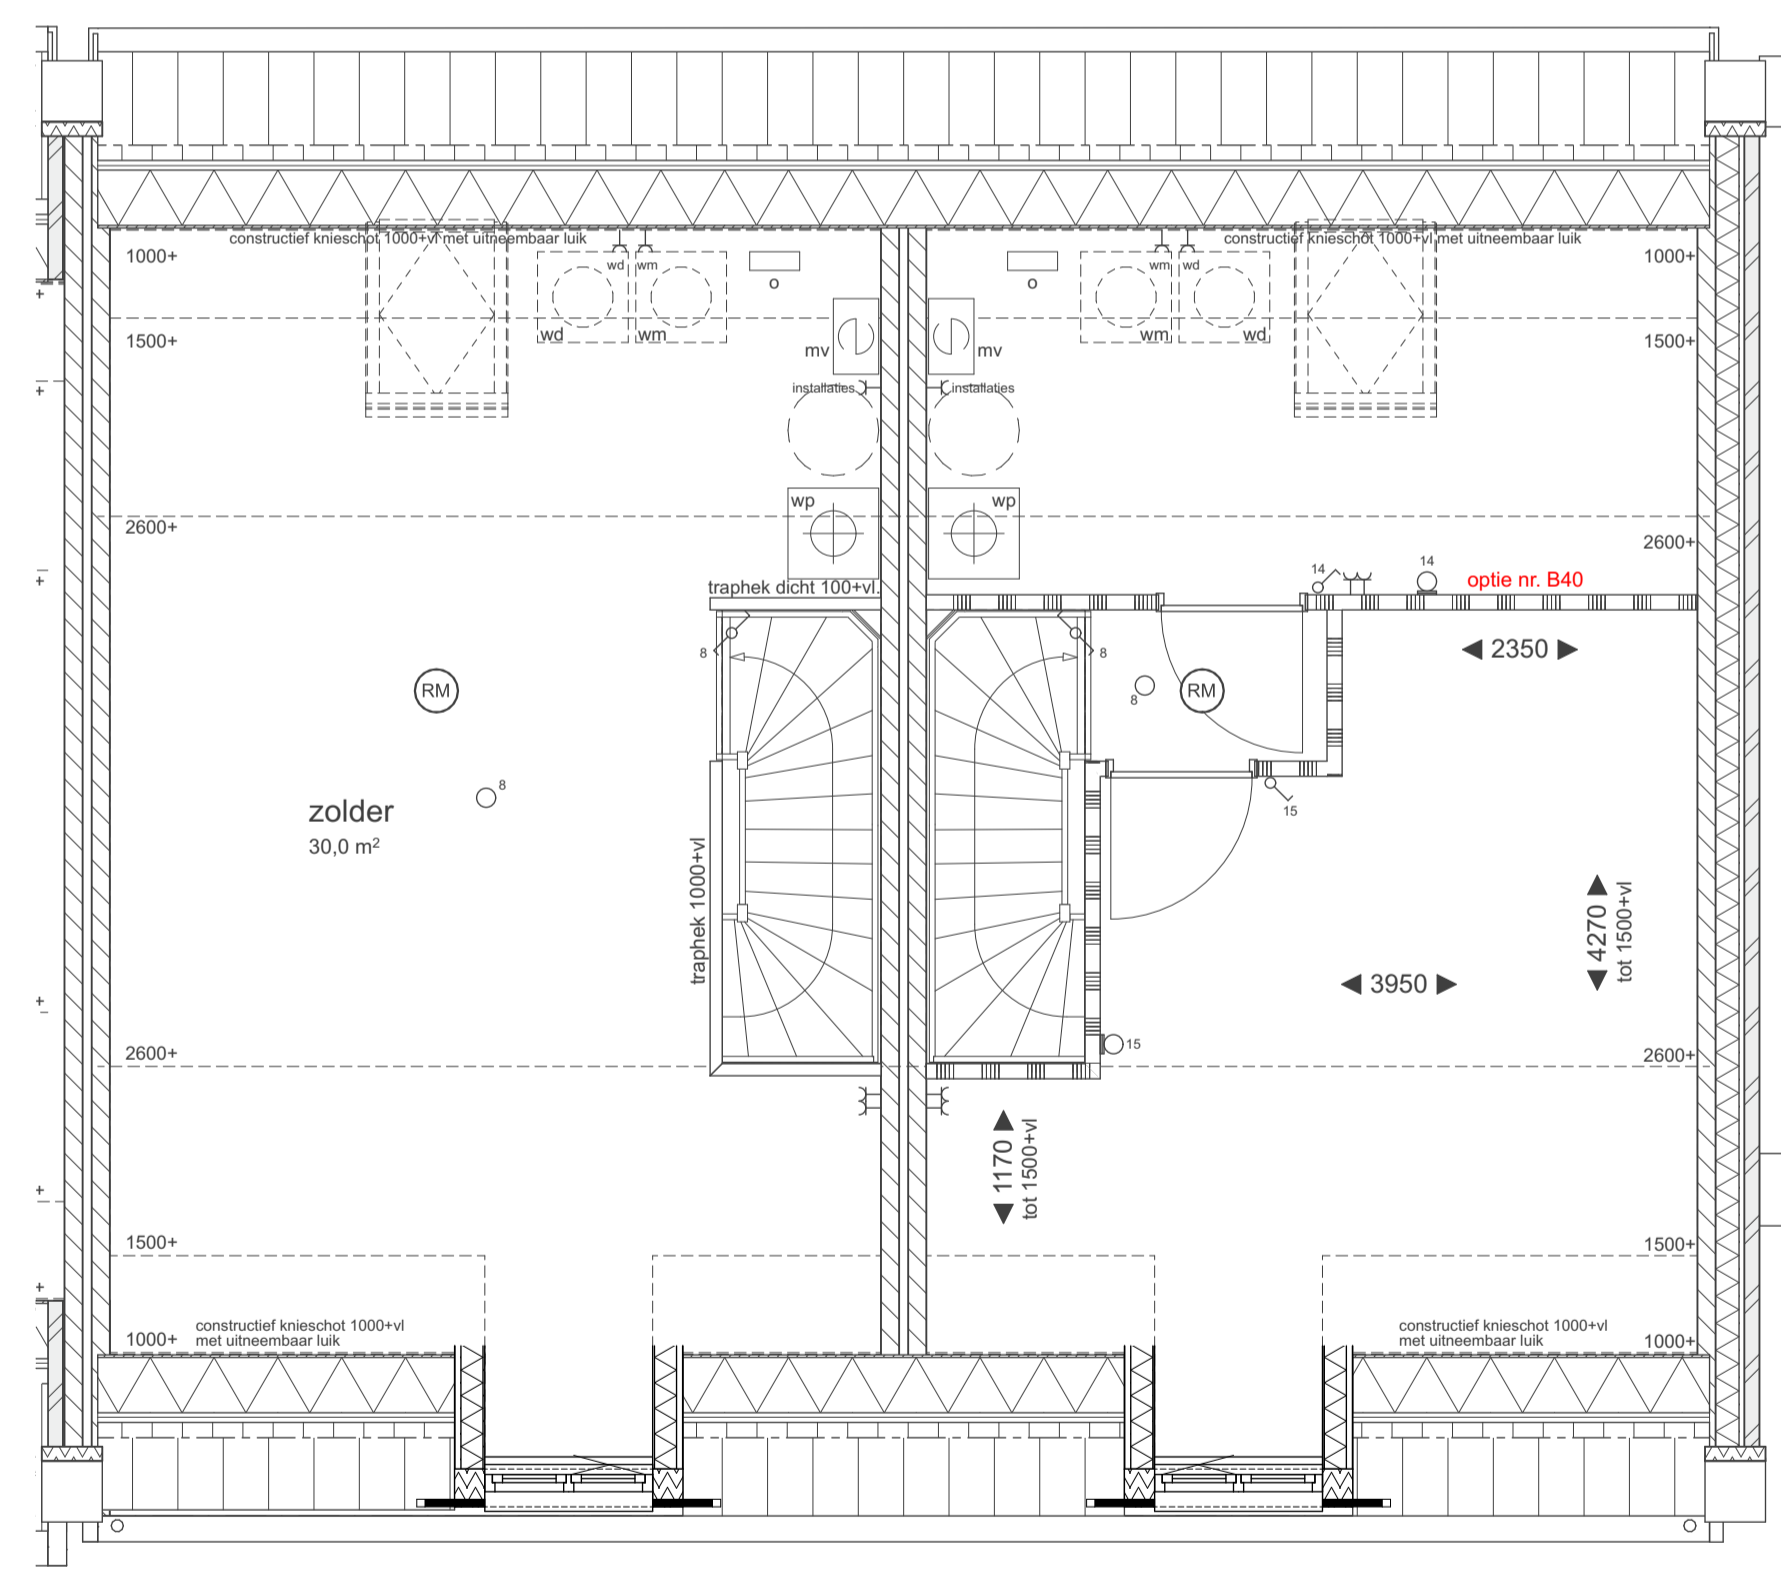 constructief knieschot 1000+vl met uitneembaar luik
constructief knieschot 1000+vl met uitneembaar luik
1000+
wd
wm
o
o
wm
wd
1000+
1500+
wd
wm
mv
mv
wm
wd
1500+
installaties
installaties
wp
wp
2600+
2600+
14
14
optie nr. B40
traphek dicht 100+vl.
8
8
2350
RM
8
RM
8
15
zolder
30,0 m²
traphek 1000+vl
4270
tot 1500+vl
3950
15
2600+
2600+
1170
tot 1500+vl
1500+
1500+
1000+
constructief knieschot 1000+vl
met uitneembaar luik
constructief knieschot 1000+vl
met uitneembaar luik
1000+
+
+
+
+
+
+